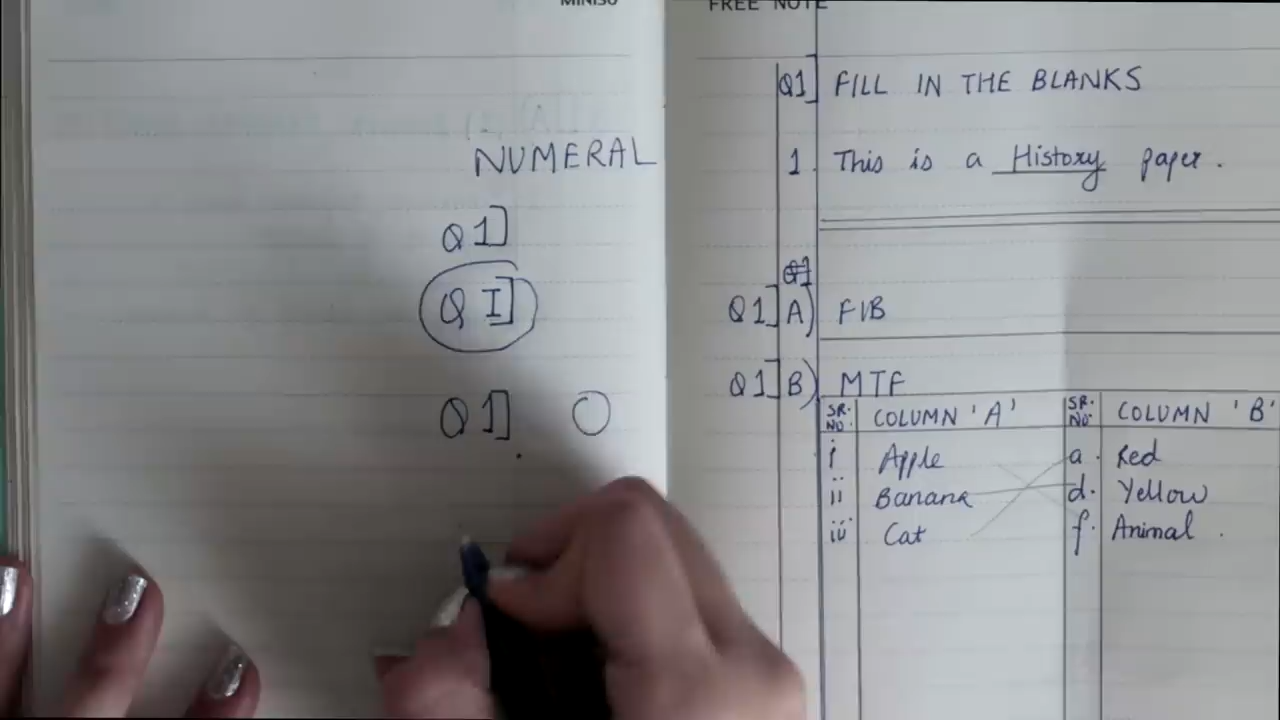 MINISO
NUMERAL
Q1]
Q I]
Q1]
FREE NOTE
Q1] FILL IN THE BLANKS
1. This is a History paper.
Q1] A) FIB
Q1] B) MTF
SR. NO. COLUMN 'A' SR. NO. COLUMN 'B'
i Apple a. Red
ii Banana d. Yellow
iii Cat f. Animal.